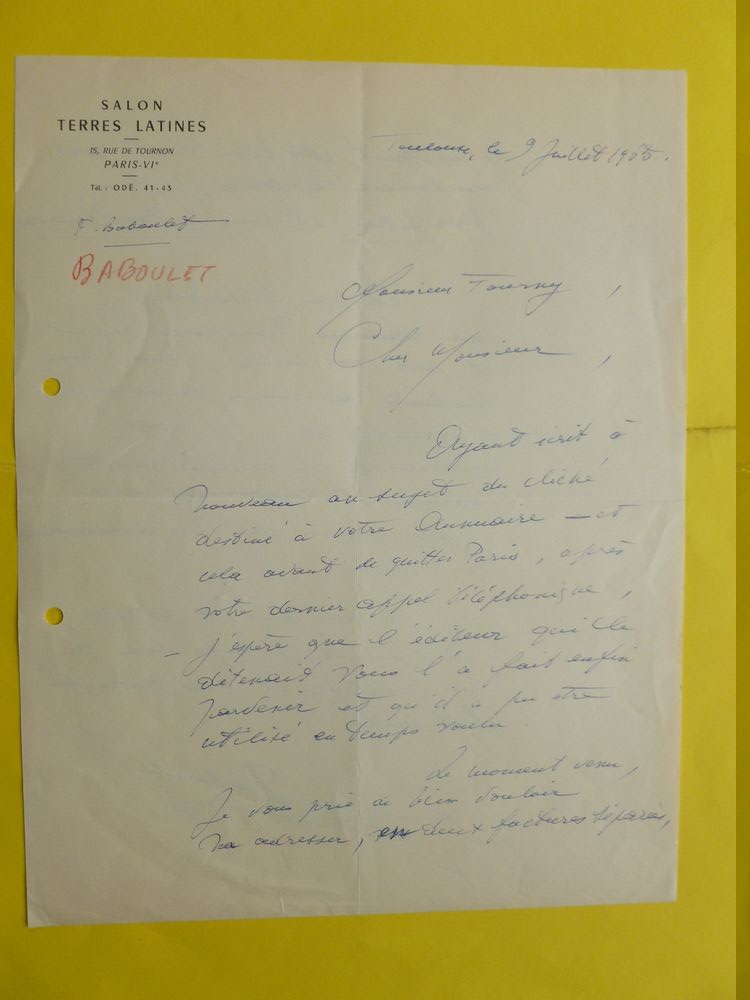 SALON
TERRES LATINES
15, RUE DE TOURNON
PARIS-VIᵉ
Tél.: ODÉ. 41-43
Toulouse, le 9 Juillet
F. Baboulet
BABOULET
Monsieur Tourny,
Cher Monsieur,
Ayant écrit à
nouveau au sujet du cliché
destiné à votre Annuaire — et
cela avant de quitter Paris, après
votre dernier appel téléphonique,
– j'espère que l'éditeur qui le
détenait vous l'a fait enfin
parvenir et qu'il a pu être
utilisé en temps voulu.
Le moment venu,
je vous prie de bien vouloir
adresser, en deux factures séparées,